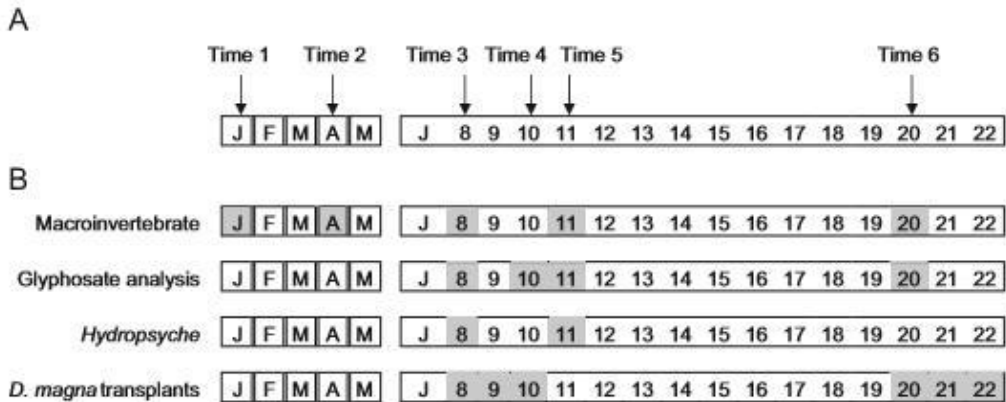 A
Time 1 Time 2 Time 3 Time 4 Time 5 Time 6
J F M A M J 8 9 10 11 12 13 14 15 16 17 18 19 20 21 22
B
Macroinvertebrate J F M A M J 8 9 10 11 12 13 14 15 16 17 18 19 20 21 22
Glyphosate analysis J F M A M J 8 9 10 11 12 13 14 15 16 17 18 19 20 21 22
Hydropsyche J F M A M J 8 9 10 11 12 13 14 15 16 17 18 19 20 21 22
D. magna transplants J F M A M J 8 9 10 11 12 13 14 15 16 17 18 19 20 21 22